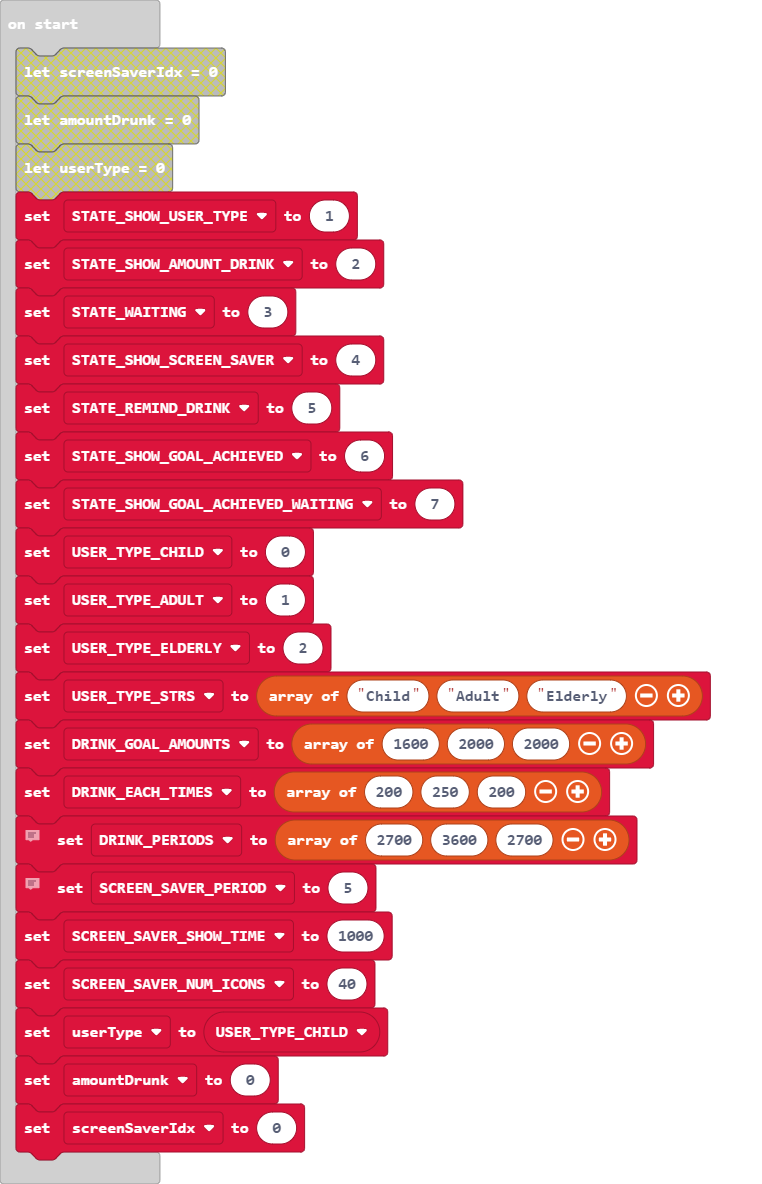 on start
let screenSaverIdx = 0
let amountDrunk = 0
let userType = 0
set STATE_SHOW_USER_TYPE to 1
set STATE_SHOW_AMOUNT_DRINK to 2
set STATE_WAITING to 3
set STATE_SHOW_SCREEN_SAVER to 4
set STATE_REMIND_DRINK to 5
set STATE_SHOW_GOAL_ACHIEVED to 6
set STATE_SHOW_GOAL_ACHIEVED_WAITING to 7
set USER_TYPE_CHILD to 0
set USER_TYPE_ADULT to 1
set USER_TYPE_ELDERLY to 2
set USER_TYPE_STRS to array of "Child" "Adult" "Elderly"
set DRINK_GOAL_AMOUNTS to array of 1600 2000 2000
set DRINK_EACH_TIMES to array of 200 250 200
set DRINK_PERIODS to array of 2700 3600 2700
set SCREEN_SAVER_PERIOD to 5
set SCREEN_SAVER_SHOW_TIME to 1000
set SCREEN_SAVER_NUM_ICONS to 40
set userType to USER_TYPE_CHILD
set amountDrunk to 0
set screenSaverIdx to 0